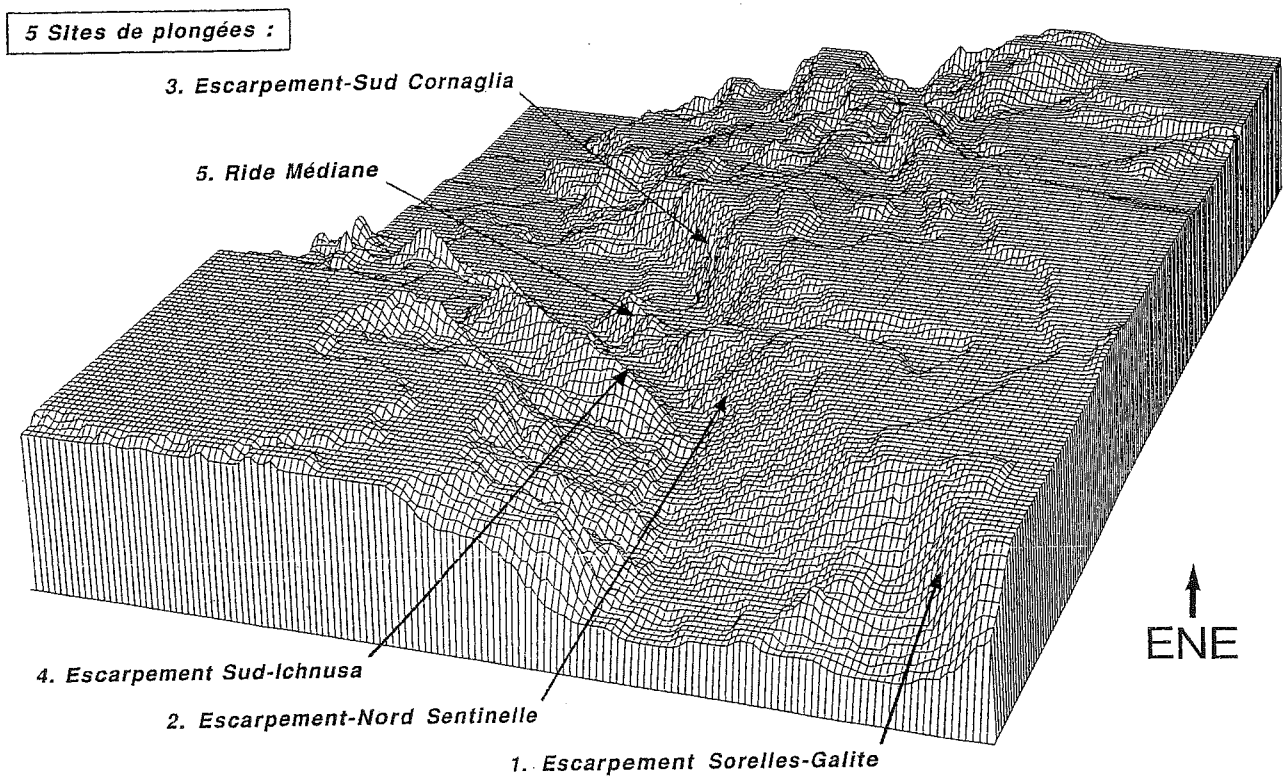 5 Sites de plongées :
3. Escarpement-Sud Cornaglia
5. Ride Médiane
4. Escarpement Sud-Ichnusa
2. Escarpement-Nord Sentinelle
1. Escarpement Sorelles-Galite
ENE